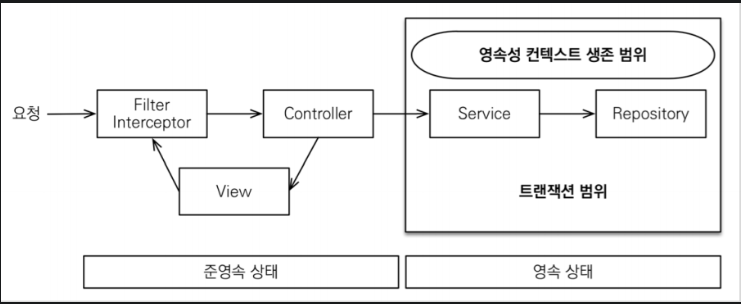 영속성 컨텍스트 생존 범위
요청
Filter
Interceptor
Controller
Service
Repository
View
트랜잭션 범위
준영속 상태
영속 상태